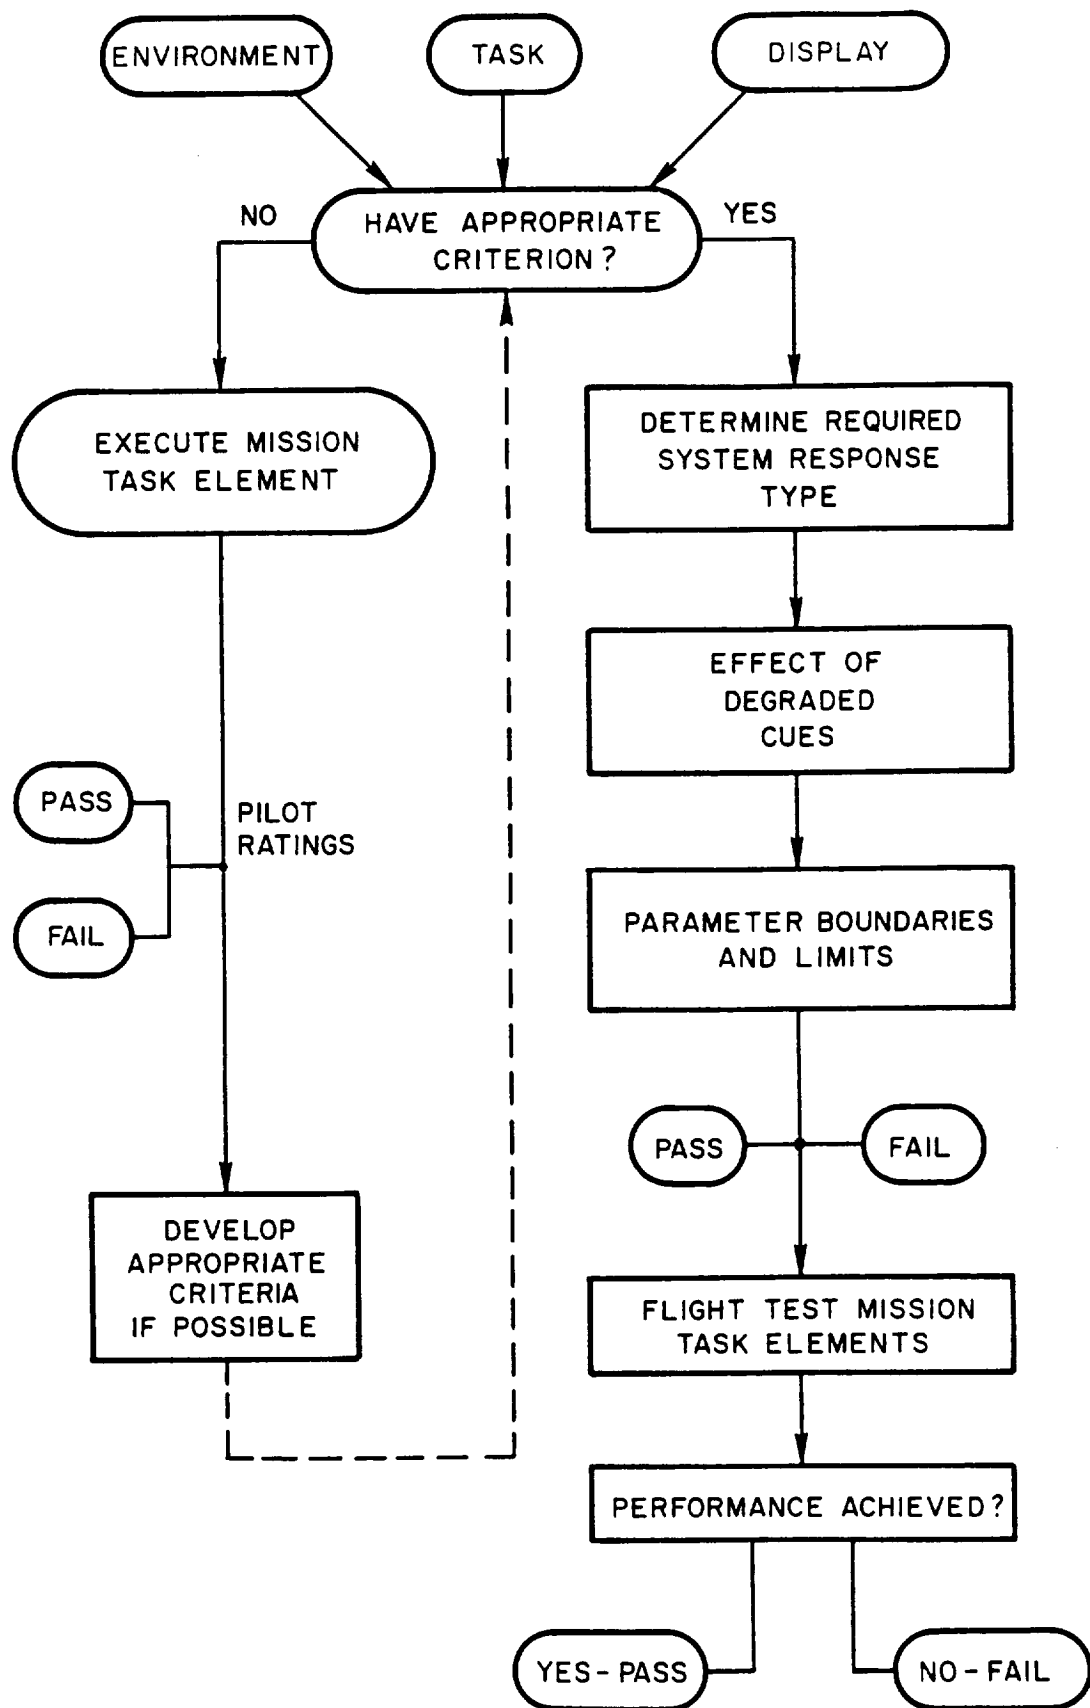 ENVIRONMENT
TASK
DISPLAY
HAVE APPROPRIATE
CRITERION?
NO
YES
EXECUTE MISSION
TASK ELEMENT
PILOT
RATINGS
PASS
FAIL
DEVELOP
APPROPRIATE
CRITERIA
IF POSSIBLE
DETERMINE REQUIRED
SYSTEM RESPONSE
TYPE
EFFECT OF
DEGRADED
CUES
PARAMETER BOUNDARIES
AND LIMITS
PASS
FAIL
FLIGHT TEST MISSION
TASK ELEMENTS
PERFORMANCE ACHIEVED?
YES-PASS
NO-FAIL